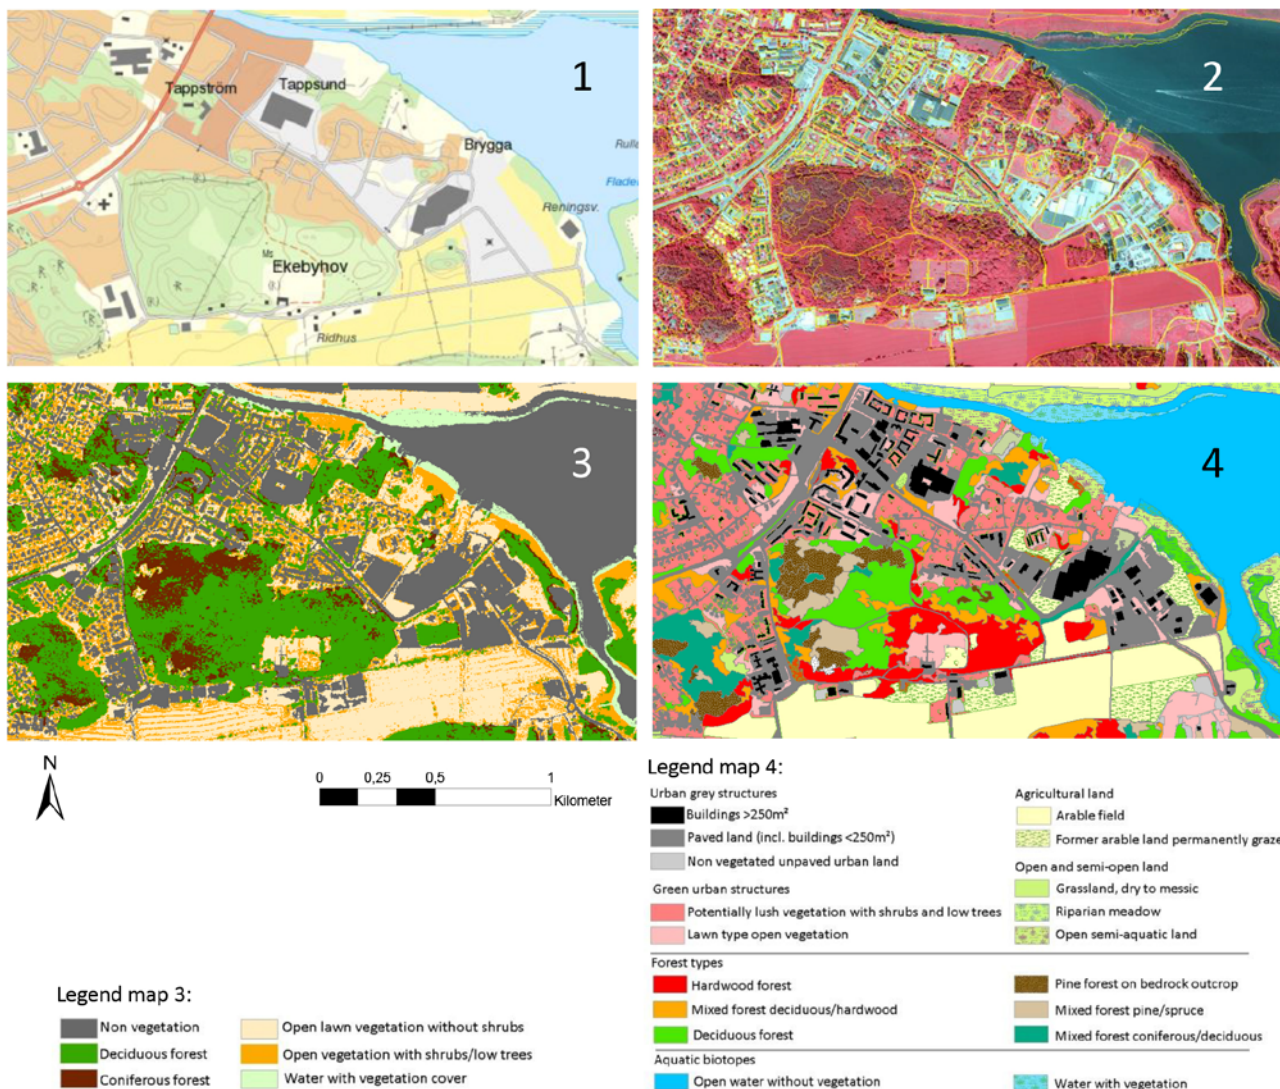 1
Tappström
Tappsund
Brygga
Reningsv.
Ms
Ekebyhov
Ridhus
2
3
4
N
0 0,25 0,5 1
Kilometer
Legend map 3:
Non vegetation
Deciduous forest
Coniferous forest
Open lawn vegetation without shrubs
Open vegetation with shrubs/low trees
Water with vegetation cover
Legend map 4:
Urban grey structures
Buildings >250m²
Paved land (incl. buildings <250m²)
Non vegetated unpaved urban land
Green urban structures
Potentially lush vegetation with shrubs and low trees
Lawn type open vegetation
Agricultural land
Arable field
Former arable land permanently graze
Open and semi-open land
Grassland, dry to messic
Riparian meadow
Open semi-aquatic land
Forest types
Hardwood forest
Mixed forest deciduous/hardwood
Deciduous forest
Pine forest on bedrock outcrop
Mixed forest pine/spruce
Mixed forest coniferous/deciduous
Aquatic biotopes
Open water without vegetation
Water with vegetation